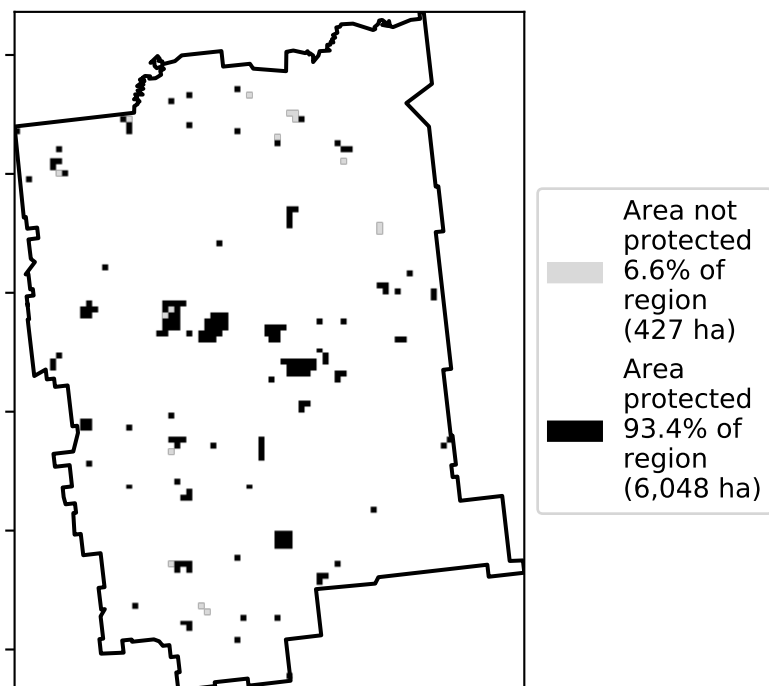 Area not
protected
6.6% of
region
(427 ha)
Area
protected
93.4% of
region
(6,048 ha)